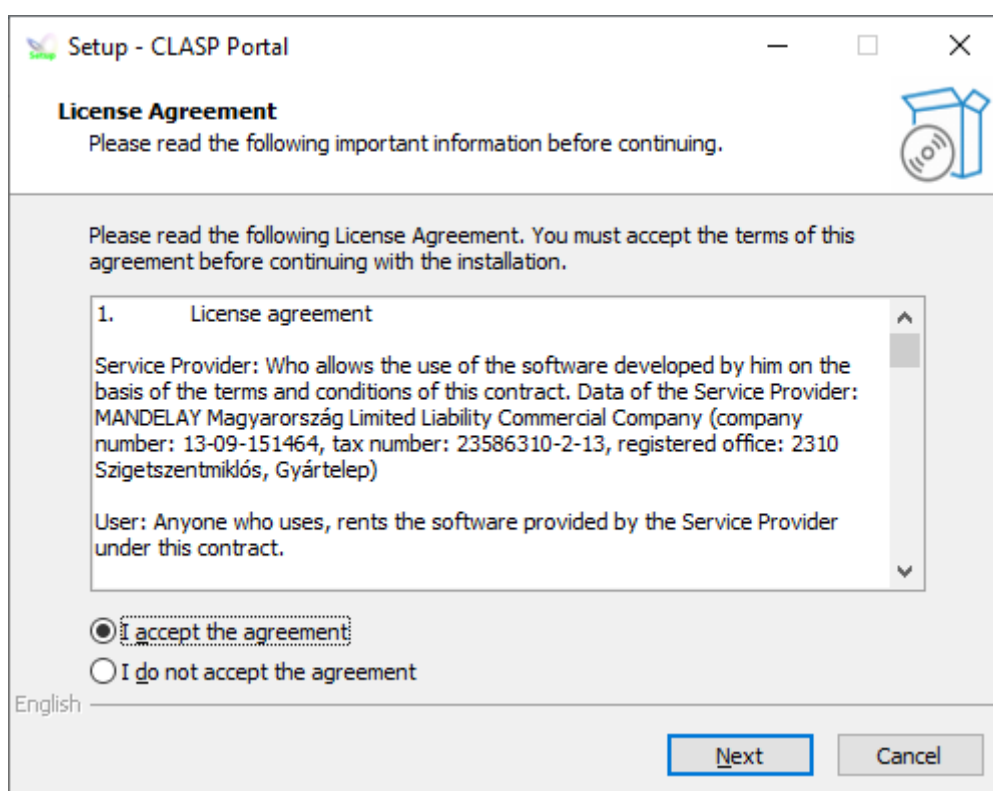 Setup - CLASP Portal
License Agreement
Please read the following important information before continuing.
Please read the following License Agreement. You must accept the terms of this
agreement before continuing with the installation.
1. License agreement
Service Provider: Who allows the use of the software developed by him on the
basis of the terms and conditions of this contract. Data of the Service Provider:
MANDELAY Magyarország Limited Liability Commercial Company (company
number: 13-09-151464, tax number: 23586310-2-13, registered office: 2310
Szigetszentmiklós, Gyártelep)
User: Anyone who uses, rents the software provided by the Service Provider
under this contract.
I accept the agreement
I do not accept the agreement
English
Next Cancel